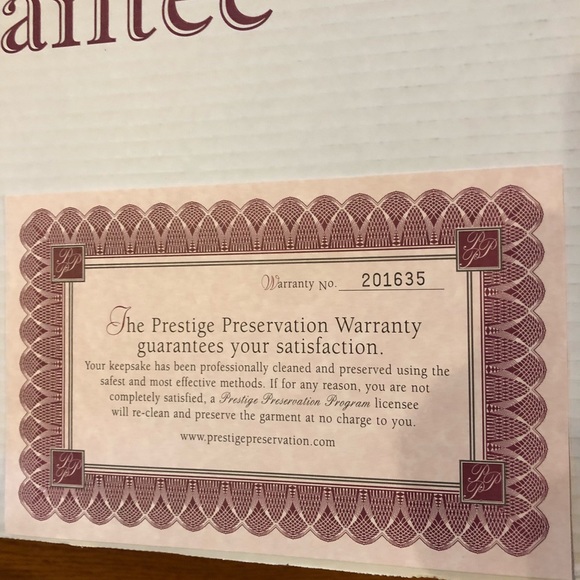 Warranty No. 201635
The Prestige Preservation Warranty
guarantees your satisfaction.
Your keepsake has been professionally cleaned and preserved using the
safest and most effective methods. If for any reason, you are not
completely satisfied, a Prestige Preservation Program licensee
will re-clean and preserve the garment at no charge to you.
www.prestigepreservation.com